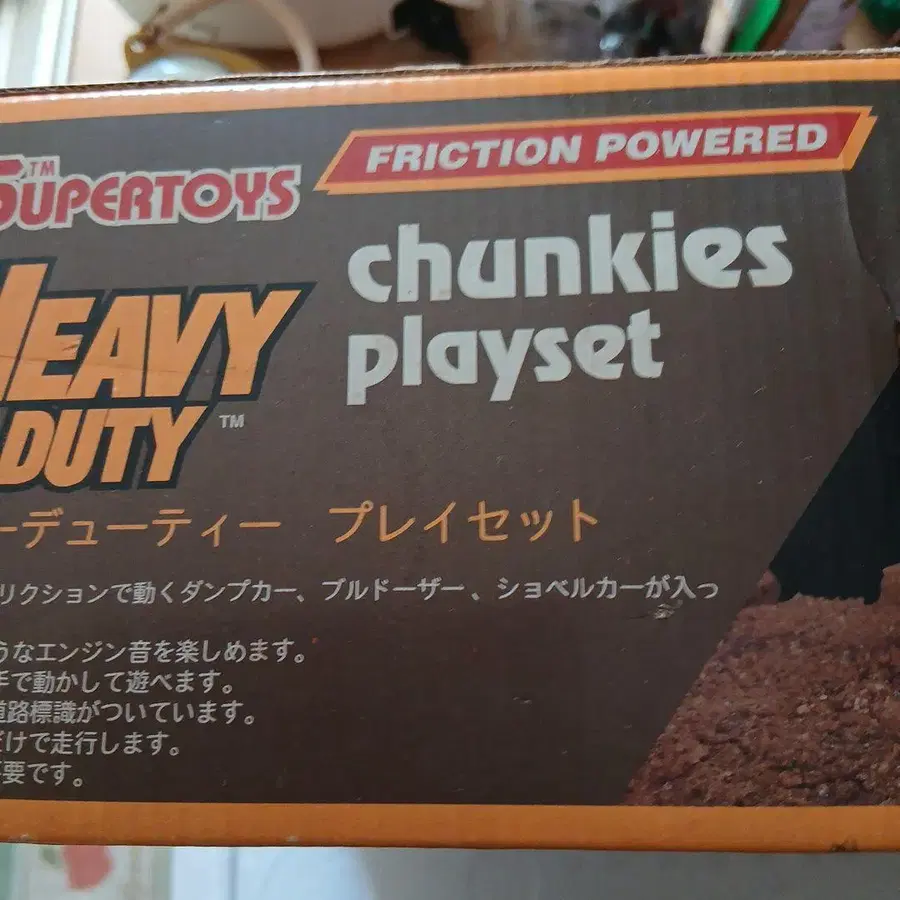 FRICTION POWERED
SUPERTOYS™
chunkies
playset
HEAVY
DUTY™
ーデューティー プレイセット
リクションで動くダンプカー、ブルドーザー、ショベルカーが入っ
うなエンジン音を楽しめます。
手で動かして遊べます。
道路標識がついています。
だけで走行します。
要です。